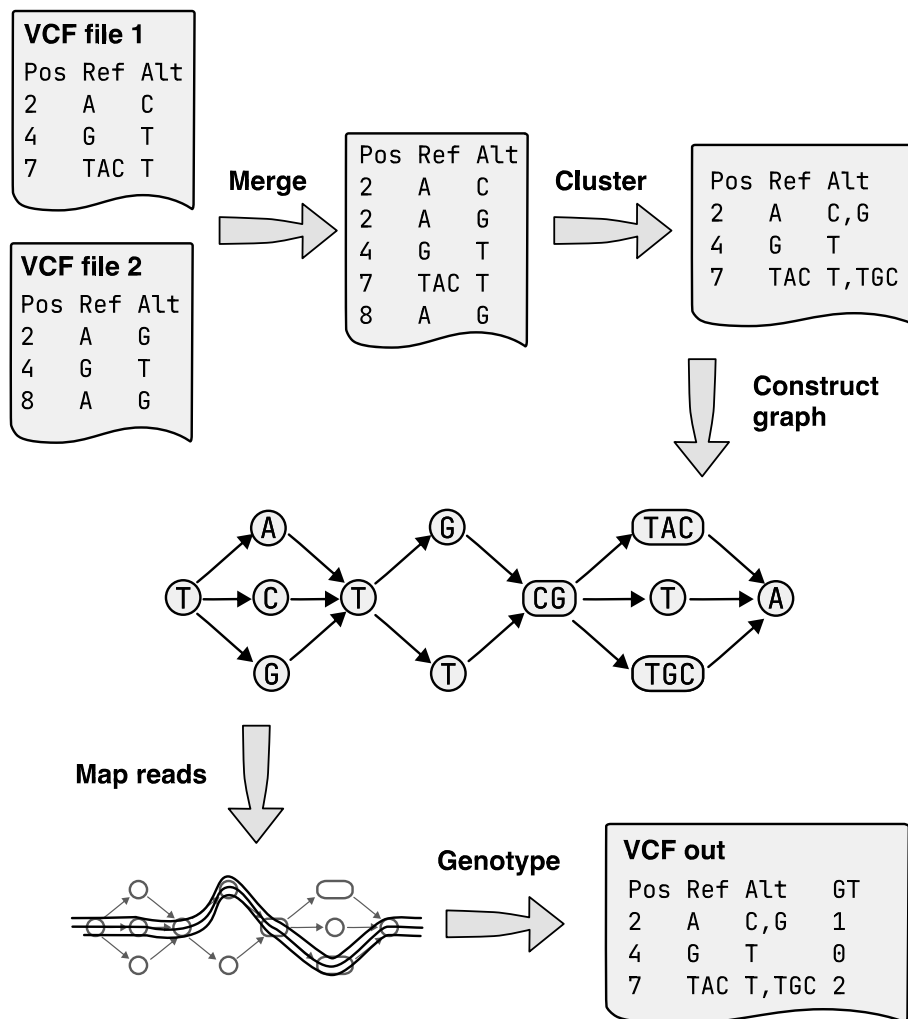 VCF file 1
Pos Ref Alt
2 A C
4 G T
7 TAC T
VCF file 2
Pos Ref Alt
2 A G
4 G T
8 A G
Merge
Pos Ref Alt
2 A C
2 A G
4 G T
7 TAC T
8 A G
Cluster
Pos Ref Alt
2 A C,G
4 G T
7 TAC T,TGC
Construct
graph
A G TAC
T C T CG T A
G T TGC
Map reads
Genotype
VCF out
Pos Ref Alt GT
2 A C,G 1
4 G T 0
7 TAC T,TGC 2